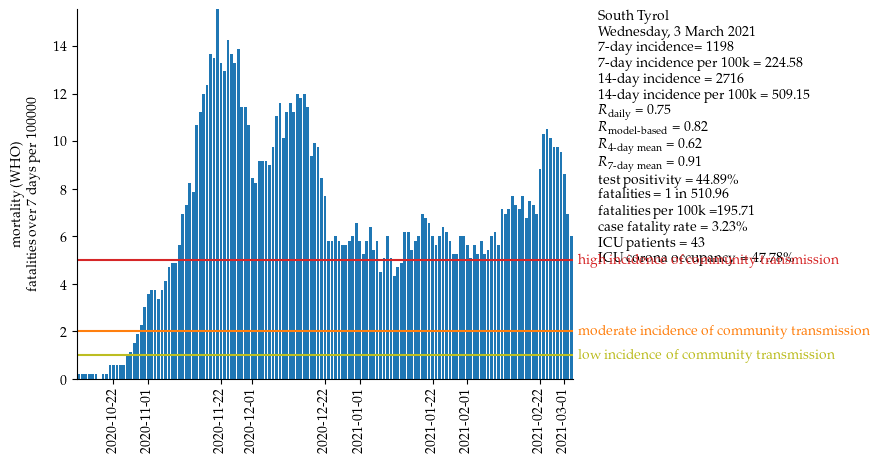 South Tyrol
Wednesday, 3 March 2021
7-day incidence= 1198
7-day incidence per 100k = 224.58
14-day incidence = 2716
14-day incidence per 100k = 509.15
R_daily = 0.75
R_model-based = 0.82
R_4-day mean = 0.62
R_7-day mean = 0.91
test positivity = 44.89%
fatalities = 1 in 510.96
fatalities per 100k =195.71
case fatality rate = 3.23%
ICU patients = 43
ICU corona occupancy = 47.78%
high incidence of community transmission
moderate incidence of community transmission
low incidence of community transmission
mortality (WHO)
fatalities over 7 days per 100000
14
12
10
8
6
4
2
0
2020-10-22
2020-11-01
2020-11-22
2020-12-01
2020-12-22
2021-01-01
2021-01-22
2021-02-01
2021-02-22
2021-03-01